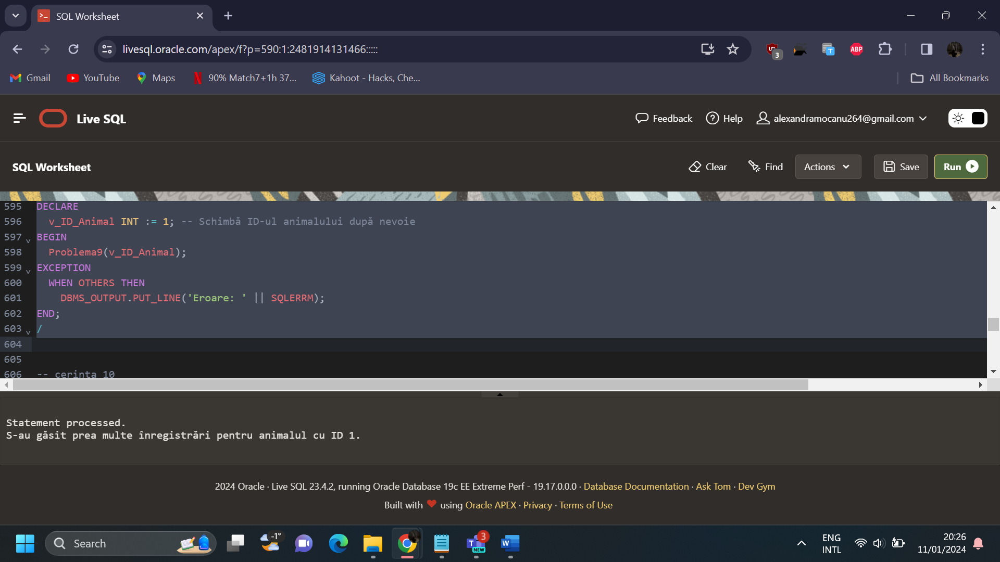 SQL Worksheet
livesql.oracle.com/apex/f?p=590:1:2481914131466:::::
3
ABP
Gmail
YouTube
Maps
90% Match7+1h 37...
Kahoot - Hacks, Che...
All Bookmarks
Live SQL
Feedback
Help
alexandramocanu264@gmail.com
SQL Worksheet
Clear
Find
Actions
Save
Run
595 DECLARE
596 v_ID_Animal INT := 1; -- Schimbă ID-ul animalului după nevoie
597 BEGIN
598 Problema9(v_ID_Animal);
599 EXCEPTION
600 WHEN OTHERS THEN
601 DBMS_OUTPUT.PUT_LINE('Eroare: ' || SQLERRM);
602 END;
603 /
604
605
606 -- cerinta 10
Statement processed.
S-au găsit prea multe înregistrări pentru animalul cu ID 1.
2024 Oracle · Live SQL 23.4.2, running Oracle Database 19c EE Extreme Perf - 19.17.0.0.0 · Database Documentation · Ask Tom · Dev Gym
Built with ❤ using Oracle APEX · Privacy · Terms of Use
Search
-1°
3
NEW
ENG
INTL
20:26
11/01/2024